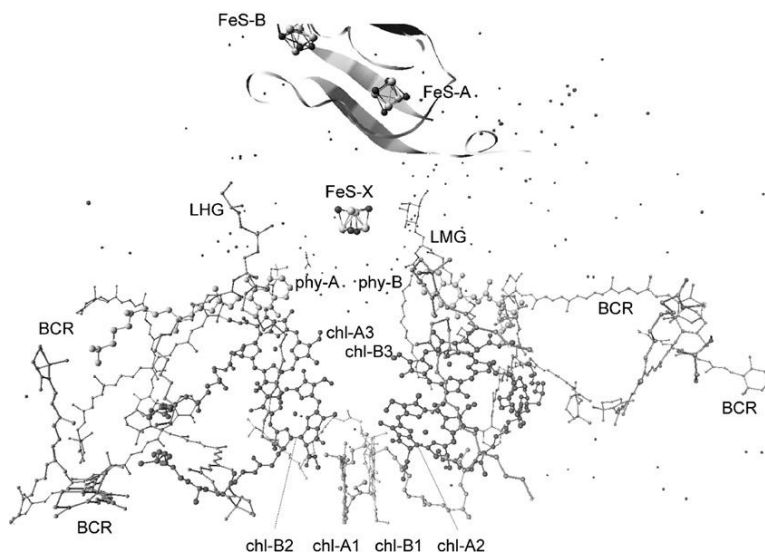 FeS-B
FeS-A
FeS-X
LHG
LMG
phy-A
phy-B
BCR
BCR
chl-A3
chl-B3
BCR
BCR
chl-B2
chl-A1
chl-B1
chl-A2